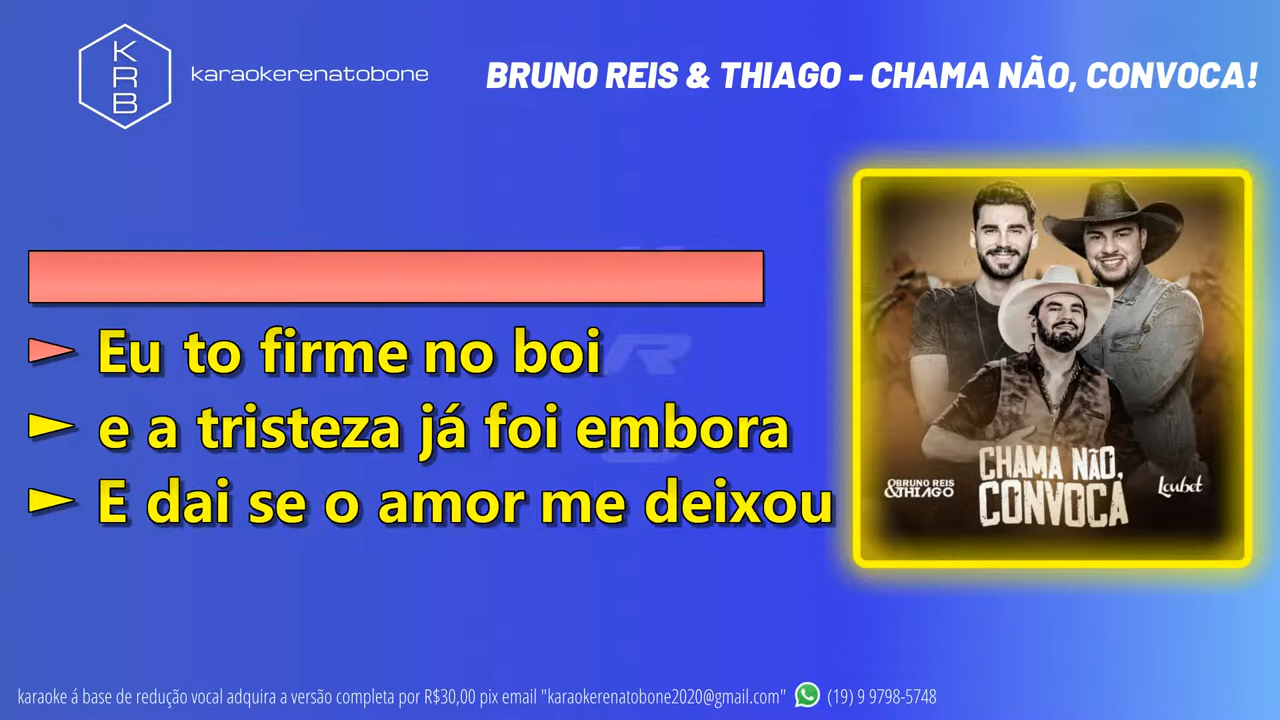 K
R
B
karaokerenatobone
BRUNO REIS & THIAGO - CHAMA NÃO, CONVOCA!
Eu to firme no boi
e a tristeza já foi embora
E dai se o amor me deixou
CHAMA NÃO,
CONVOCA
BRUNO REIS
&THIAGO
Loubet
karaoke á base de redução vocal adquira a versão completa por R$30,00 pix email "karaokerenatobone2020@gmail.com" (19) 9 9798-5748